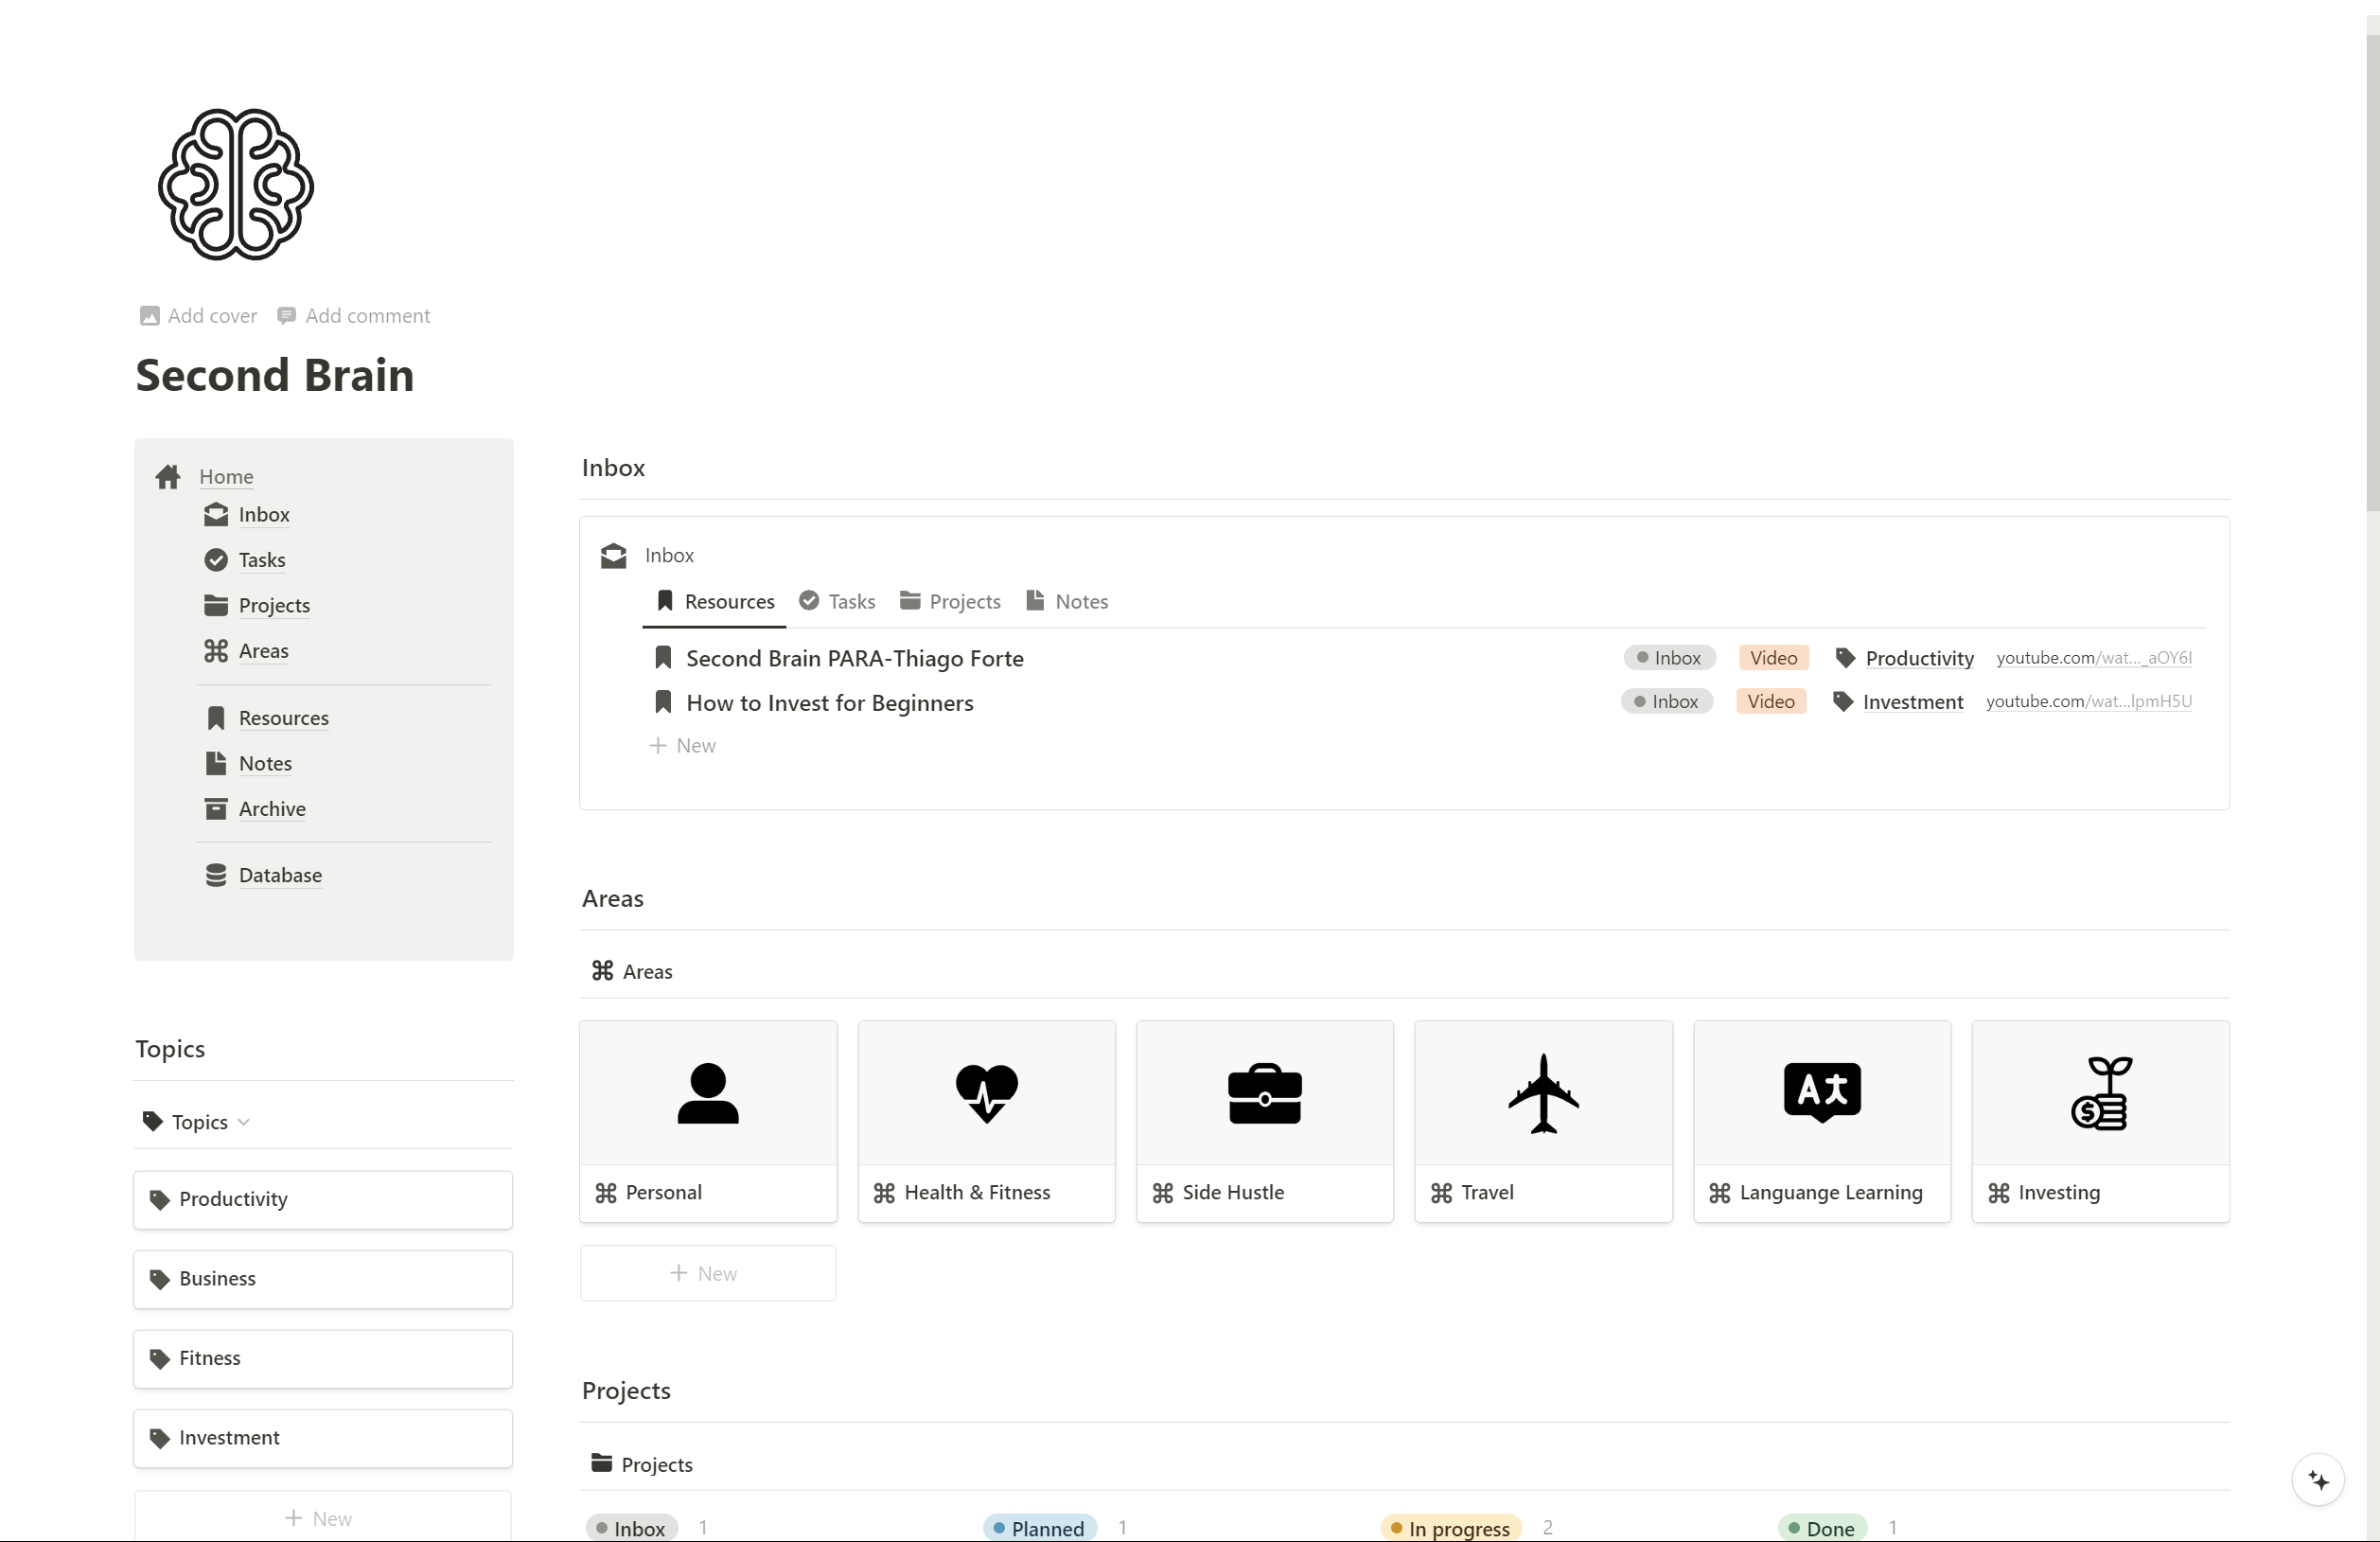 Add cover Add comment
Second Brain
Home
Inbox
Tasks
Projects
Areas
Resources
Notes
Archive
Database
Topics
Topics
Productivity
Business
Fitness
Investment
+ New
Inbox
Inbox
Resources Tasks Projects Notes
Second Brain PARA-Thiago Forte Inbox Video Productivity youtube.com/wat..._aOY6I
How to Invest for Beginners Inbox Video Investment youtube.com/wat...lpmH5U
+ New
Areas
Areas
A
Personal Health & Fitness Side Hustle Travel Languange Learning Investing
+ New
Projects
Projects
Inbox 1 Planned 1 In progress 2 Done 1